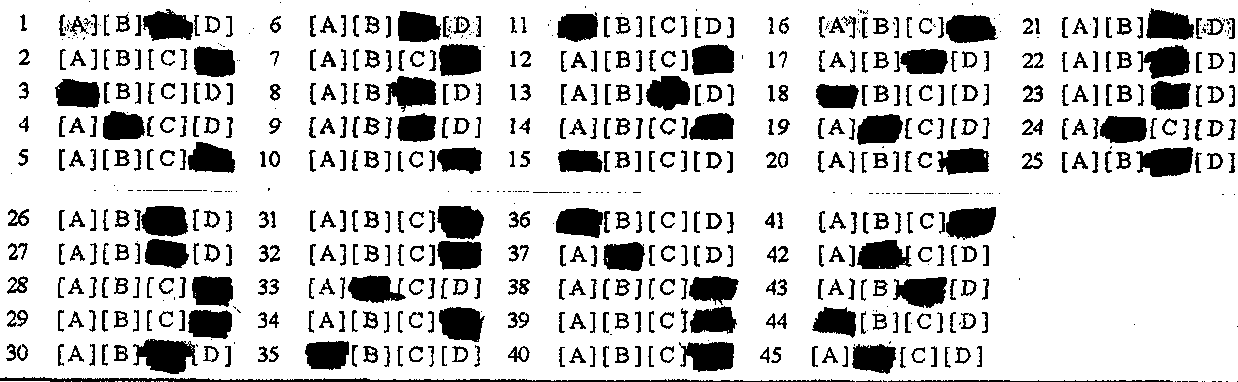 1 [A][B] [D] 6 [A][B] [D] 11 [B][C][D] 16 [A][B][C] 21 [A][B] [D]
2 [A][B][C] 7 [A][B][C] 12 [A][B][C] 17 [A][B] [D] 22 [A][B] [D]
3 [B][C][D] 8 [A][B] [D] 13 [A][B] [D] 18 [B][C][D] 23 [A][B] [D]
4 [A] [C][D] 9 [A][B] [D] 14 [A][B][C] 19 [A] [C][D] 24 [A] [C][D]
5 [A][B][C] 10 [A][B][C] 15 [B][C][D] 20 [A][B][C] 25 [A][B] [D]
26 [A][B] [D] 31 [A][B][C] 36 [B][C][D] 41 [A][B][C]
27 [A][B] [D] 32 [A][B][C] 37 [A] [C][D] 42 [A] [C][D]
28 [A][B][C] 33 [A] [C][D] 38 [A][B][C] 43 [A][B] [D]
29 [A][B][C] 34 [A][B][C] 39 [A][B][C] 44 [B][C][D]
30 [A][B] [D] 35 [B][C][D] 40 [A][B][C] 45 [A] [C][D]